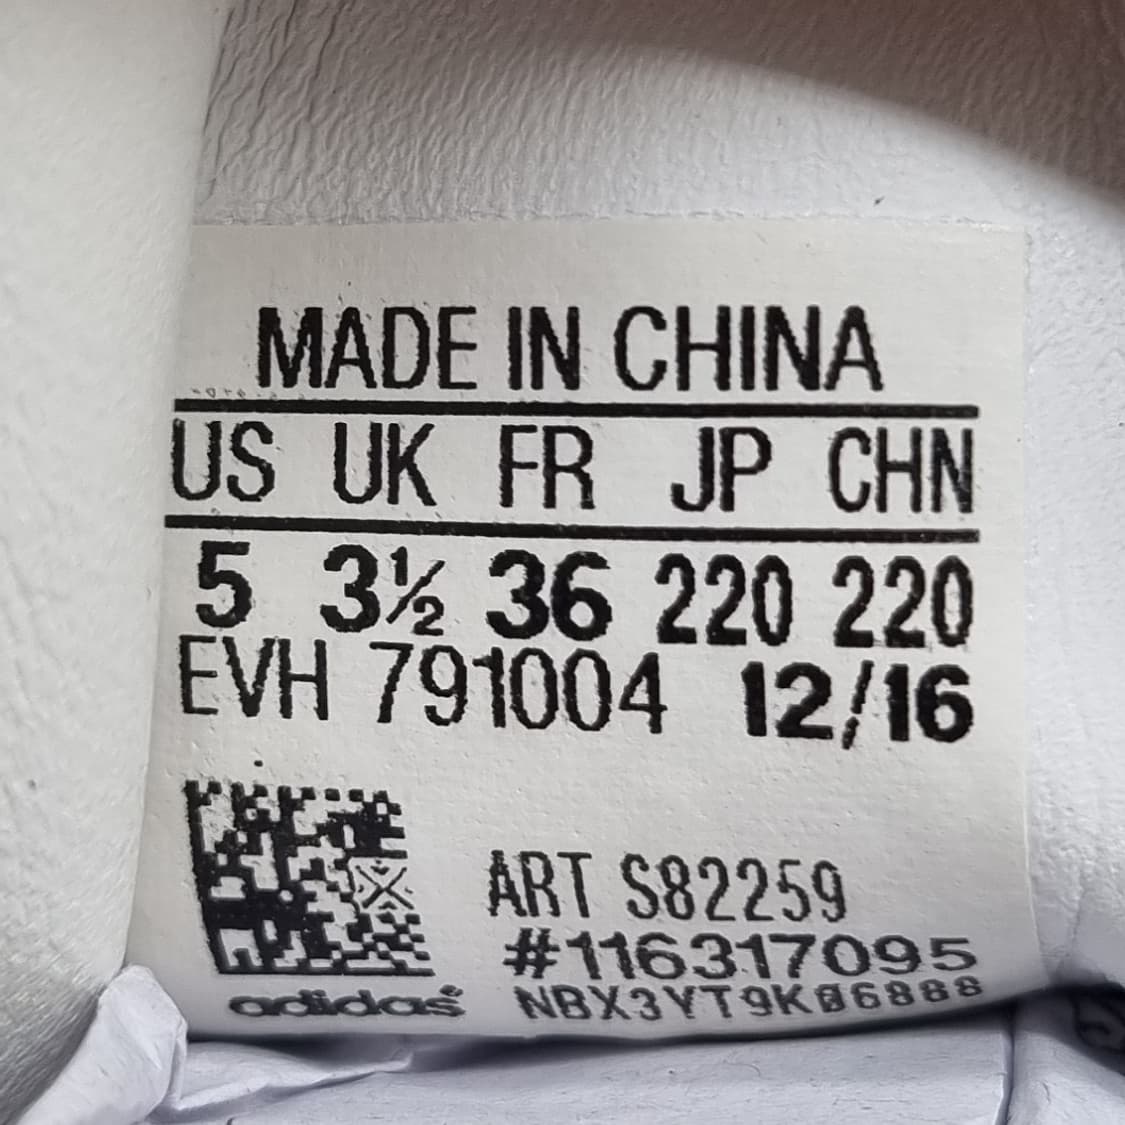 MADE IN CHINA
US UK FR JP CHN
5 3½ 36 220 220
EVH 791004 12/16
ART S82259
#116317095
adidas